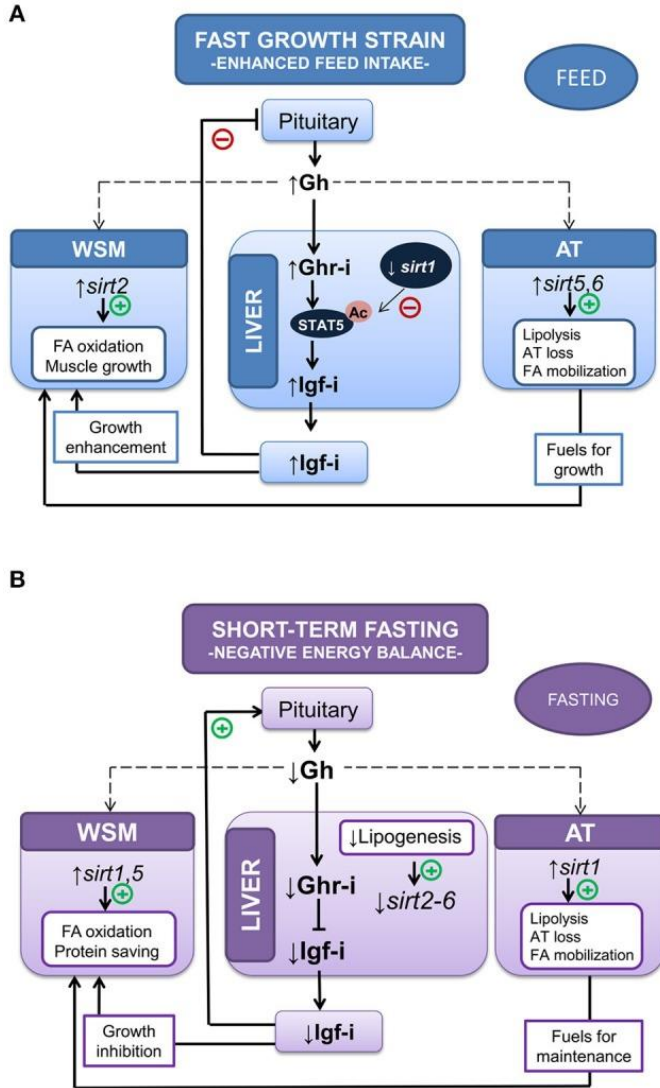 A
FAST GROWTH STRAIN
-ENHANCED FEED INTAKE-
FEED
Pituitary
↑Gh
WSM
↑sirt2
FA oxidation
Muscle growth
Growth
enhancement
LIVER
↑Ghr-i
↓ sirt1
STAT5
Ac
↑Igf-i
↑Igf-i
AT
↑sirt5,6
Lipolysis
AT loss
FA mobilization
Fuels for
growth
B
SHORT-TERM FASTING
-NEGATIVE ENERGY BALANCE-
FASTING
Pituitary
↓Gh
WSM
↑sirt1,5
FA oxidation
Protein saving
Growth
inhibition
LIVER
↓Lipogenesis
↓Ghr-i
↓sirt2-6
↓Igf-i
↓Igf-i
AT
↑sirt1
Lipolysis
AT loss
FA mobilization
Fuels for
maintenance